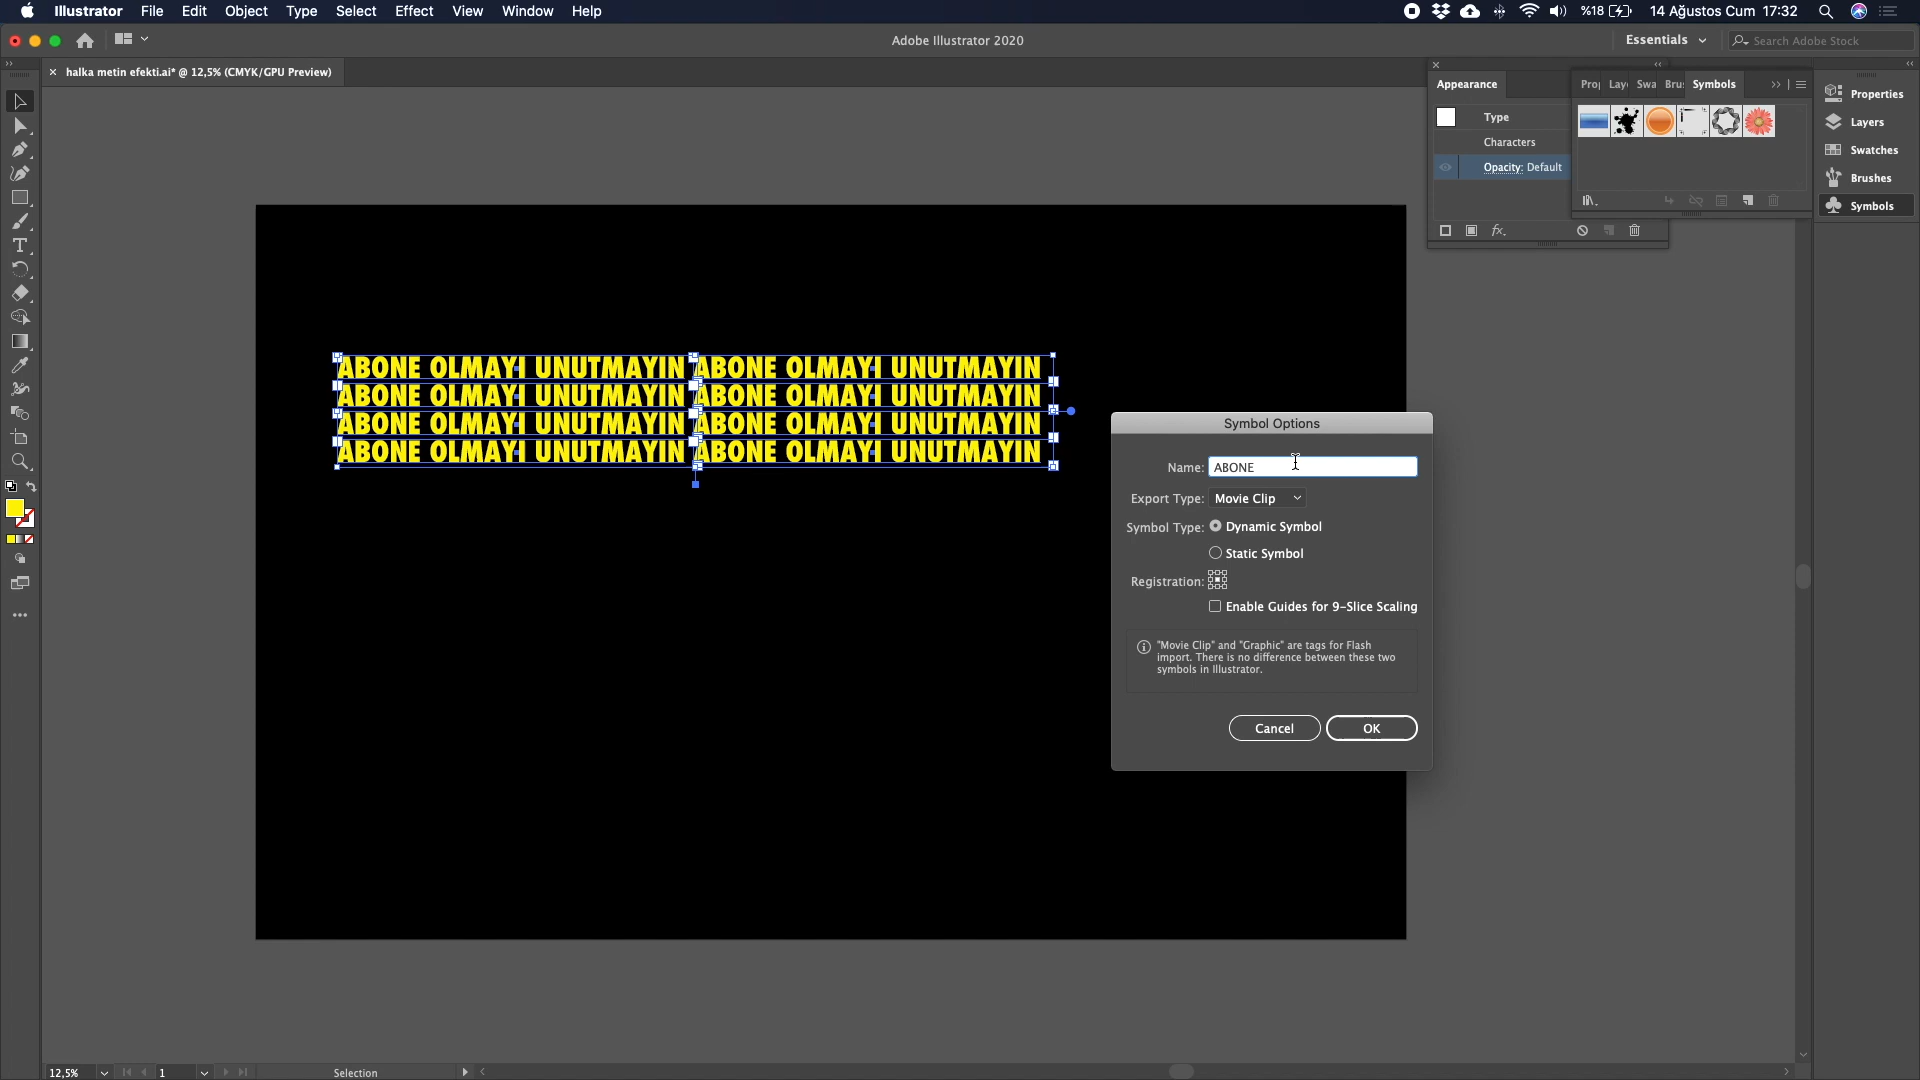 Illustrator File Edit Object Type Select Effect View Window Help
%18 14 Ağustos Cum 17:32
Adobe Illustrator 2020
Essentials
Search Adobe Stock
halka metin efekti.ai* @ 12,5% (CMYK/GPU Preview)
Appearance
Type
Characters
Opacity: Default
fx.
Proj Lay Swa Bru: Symbols
Properties
Layers
Swatches
Brushes
Symbols
ABONE OLMAYI UNUTMAYIN ABONE OLMAYI UNUTMAYIN
ABONE OLMAYI UNUTMAYIN ABONE OLMAYI UNUTMAYIN
ABONE OLMAYI UNUTMAYIN ABONE OLMAYI UNUTMAYIN
ABONE OLMAYI UNUTMAYIN ABONE OLMAYI UNUTMAYIN
Symbol Options
Name: ABONE
Export Type: Movie Clip
Symbol Type: Dynamic Symbol
Static Symbol
Registration:
Enable Guides for 9-Slice Scaling
"Movie Clip" and "Graphic" are tags for Flash
import. There is no difference between these two
symbols in Illustrator.
Cancel OK
12,5% 1 Selection